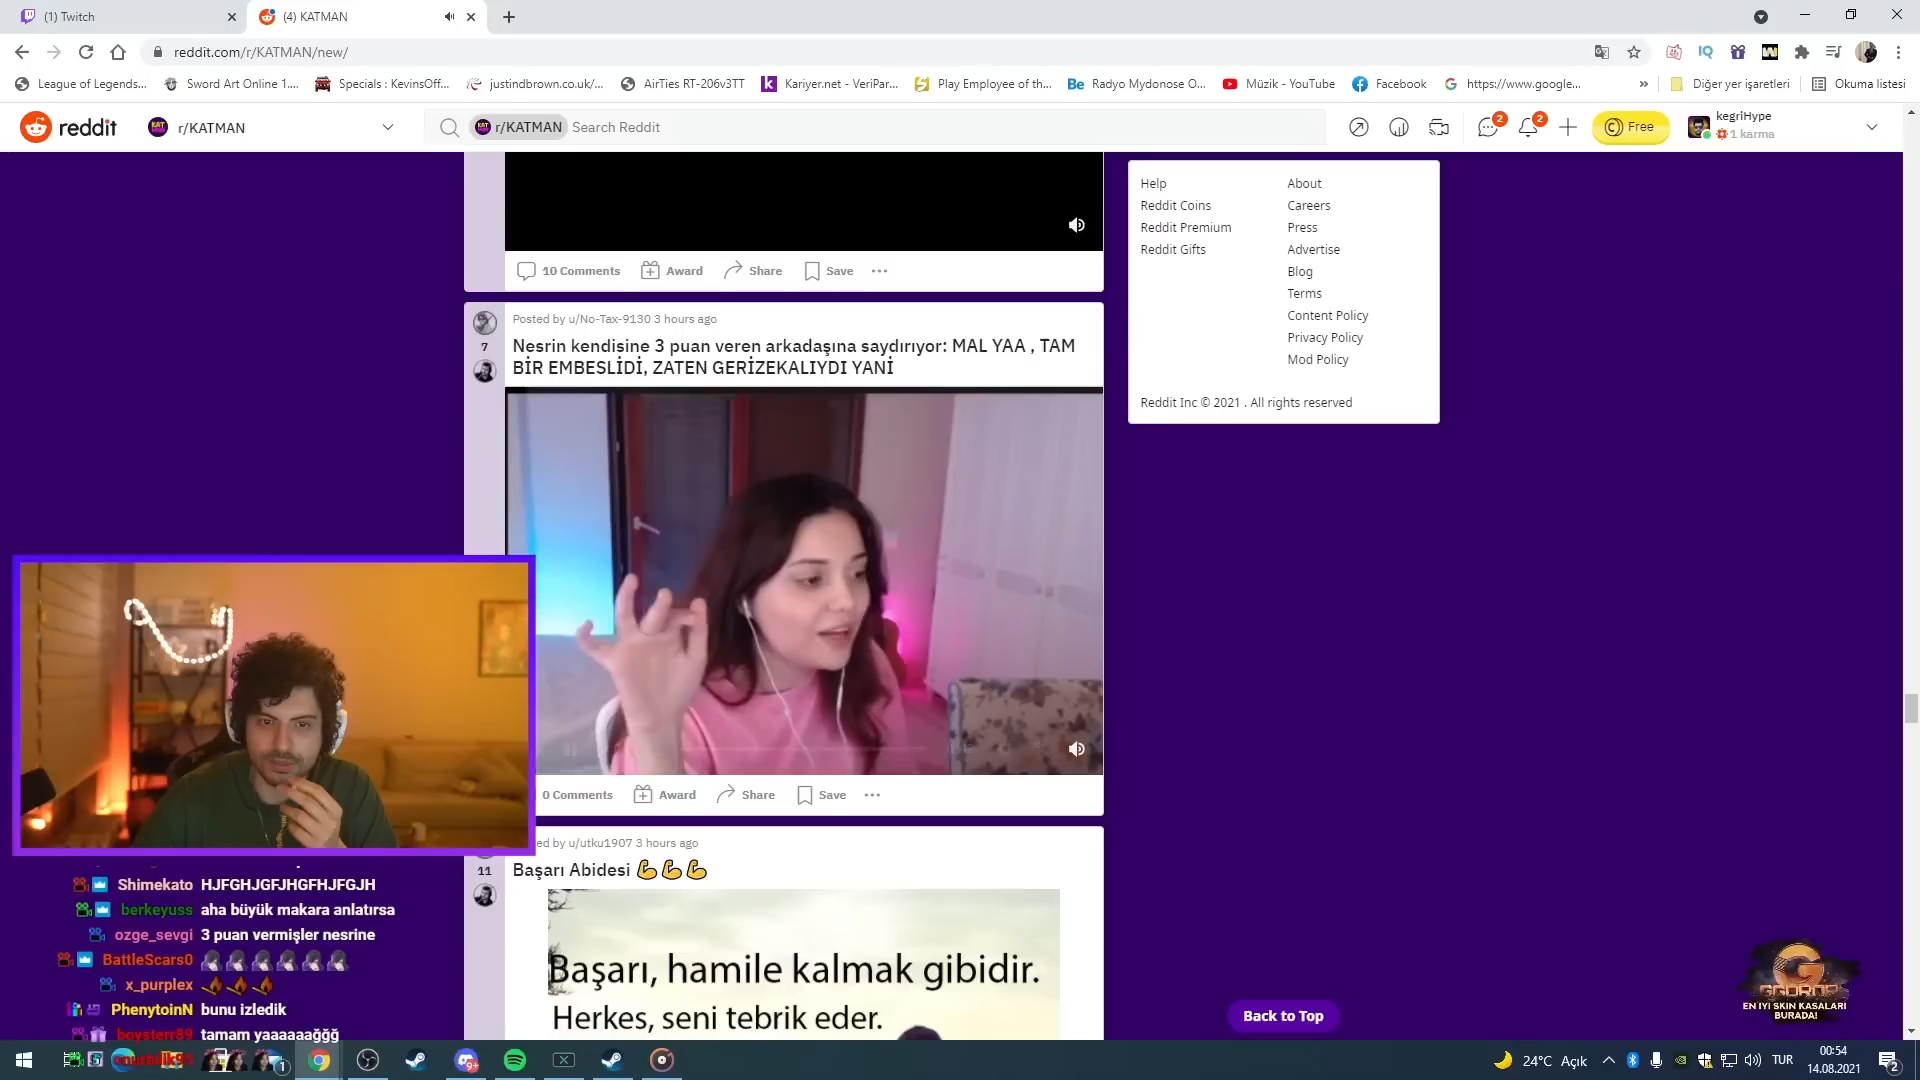 (1) Twitch
(4) KATMAN
reddit.com/r/KATMAN/new/
League of Legends...
Sword Art Online 1....
Specials : KevinsOff...
justindbrown.co.uk/...
AirTies RT-206v3TT
Kariyer.net - VeriPar...
Play Employee of th...
Radyo Mydonose O...
Müzik - YouTube
Facebook
https://www.google...
»
Diğer yer işaretleri
Okuma listesi
reddit
r/KATMAN
r/KATMAN
Search Reddit
2
2
Free
kegriHype
1 karma
Help
About
Reddit Coins
Careers
Reddit Premium
Press
Reddit Gifts
Advertise
Blog
Terms
Content Policy
Privacy Policy
Mod Policy
Reddit Inc © 2021 . All rights reserved
10 Comments
Award
Share
Save
Posted by u/No-Tax-9130 3 hours ago
7
Nesrin kendisine 3 puan veren arkadaşına saydırıyor: MAL YAA , TAM
BİR EMBESLİDİ, ZATEN GERİZEKALIYDI YANİ
0 Comments
Award
Share
Save
ed by u/utku1907 3 hours ago
11
Başarı Abidesi 💪💪💪
Başarı, hamile kalmak gibidir.
Herkes, seni tebrik eder.
Shimekato HJFGHJGFJHGFHJFGJH
berkeyuss aha büyük makara anlatırsa
ozge_sevgi 3 puan vermişler nesrine
BattleScars0
x_purplex
PhenytoinN bunu izledik
boysterr89 tamam yaaaaaağğğ
Back to Top
GGDROP
EN IYI SKIN KASALARI
BURADA!
1
9+
24°C Açık
TUR
00:54
14.08.2021
2